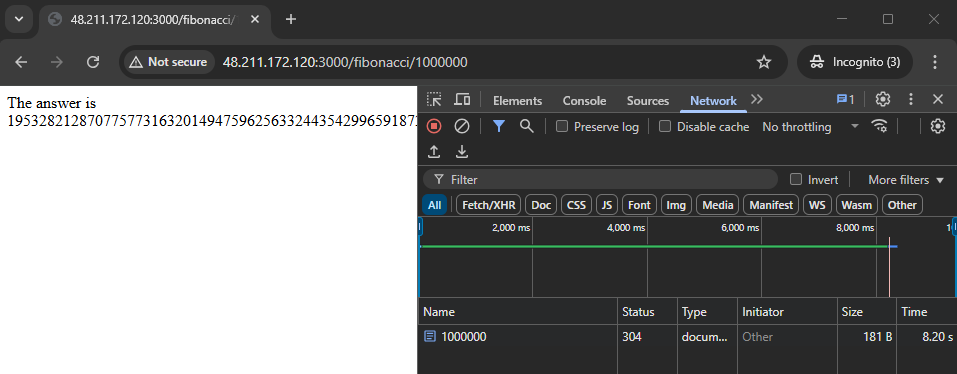 48.211.172.120:3000/fibonacci/
Not secure 48.211.172.120:3000/fibonacci/1000000 Incognito (3)
The answer is
Elements Console Sources Network 1
Preserve log Disable cache No throttling
Filter Invert More filters
All Fetch/XHR Doc CSS JS Font Img Media Manifest WS Wasm Other
2,000 ms 4,000 ms 6,000 ms 8,000 ms
Name Status Type Initiator Size Time
1000000 304 docum... Other 181 B 8.20 s